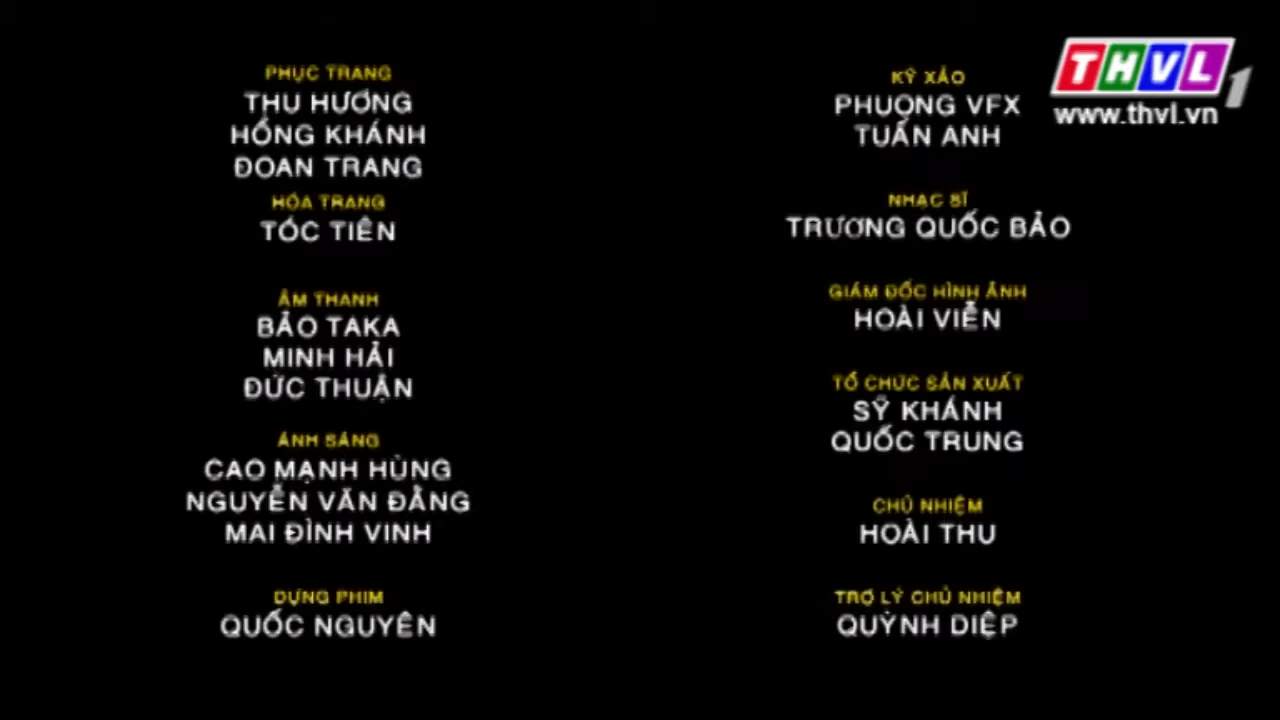 PHỤC TRANG
THU HƯƠNG
HỒNG KHÁNH
ĐOAN TRANG
HÓA TRANG
TÓC TIÊN
ÂM THANH
BẢO TAKA
MINH HẢI
ĐỨC THUẬN
ÁNH SÁNG
CAO MẠNH HÙNG
NGUYỄN VĂN ĐẲNG
MAI ĐÌNH VINH
DỰNG PHIM
QUỐC NGUYÊN
KỸ XẢO
PHƯỢNG VFX
TUẤN ANH
NHẠC SĨ
TRƯƠNG QUỐC BẢO
GIÁM ĐỐC HÌNH ẢNH
HOÀI VIỄN
TỔ CHỨC SẢN XUẤT
SỸ KHÁNH
QUỐC TRUNG
CHỦ NHIỆM
HOÀI THU
TRỢ LÝ CHỦ NHIỆM
QUỲNH DIỆP
THVL 1
www.thvl.vn